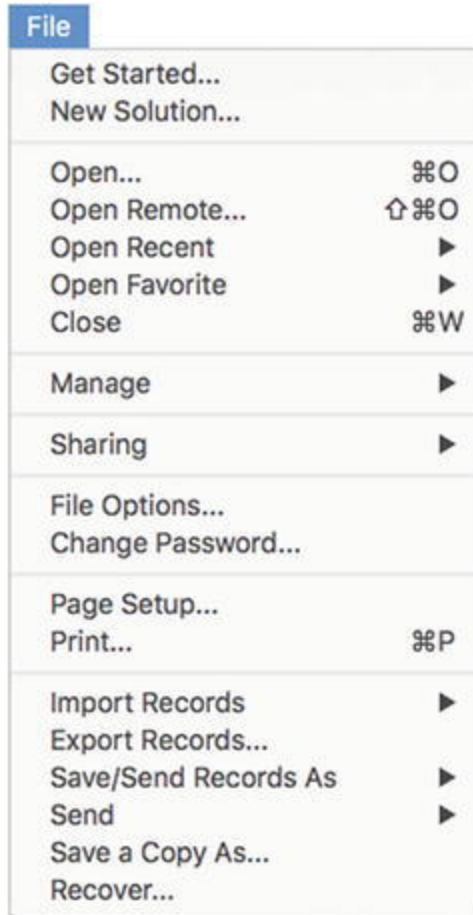 File
Get Started...
New Solution...
Open... ⌘O
Open Remote... ⇧⌘O
Open Recent ▶
Open Favorite ▶
Close ⌘W
Manage ▶
Sharing ▶
File Options...
Change Password...
Page Setup...
Print... ⌘P
Import Records ▶
Export Records...
Save/Send Records As ▶
Send ▶
Save a Copy As...
Recover...